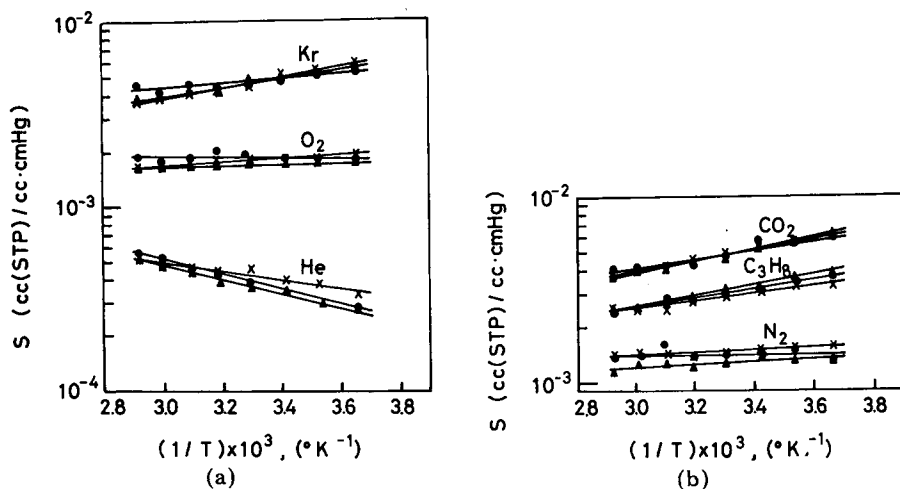 10⁻²
Kr
O₂
10⁻³
He
10⁻⁴
S (cc(STP)/cc·cmHg)
2.8 3.0 3.2 3.4 3.6 3.8
(1/T)x10³, (°K⁻¹)
(a)
10⁻²
CO₂
C₃H₈
N₂
10⁻³
S (cc(STP)/cc·cmHg)
2.8 3.0 3.2 3.4 3.6 3.8
(1/T)x10³, (°K.⁻¹)
(b)